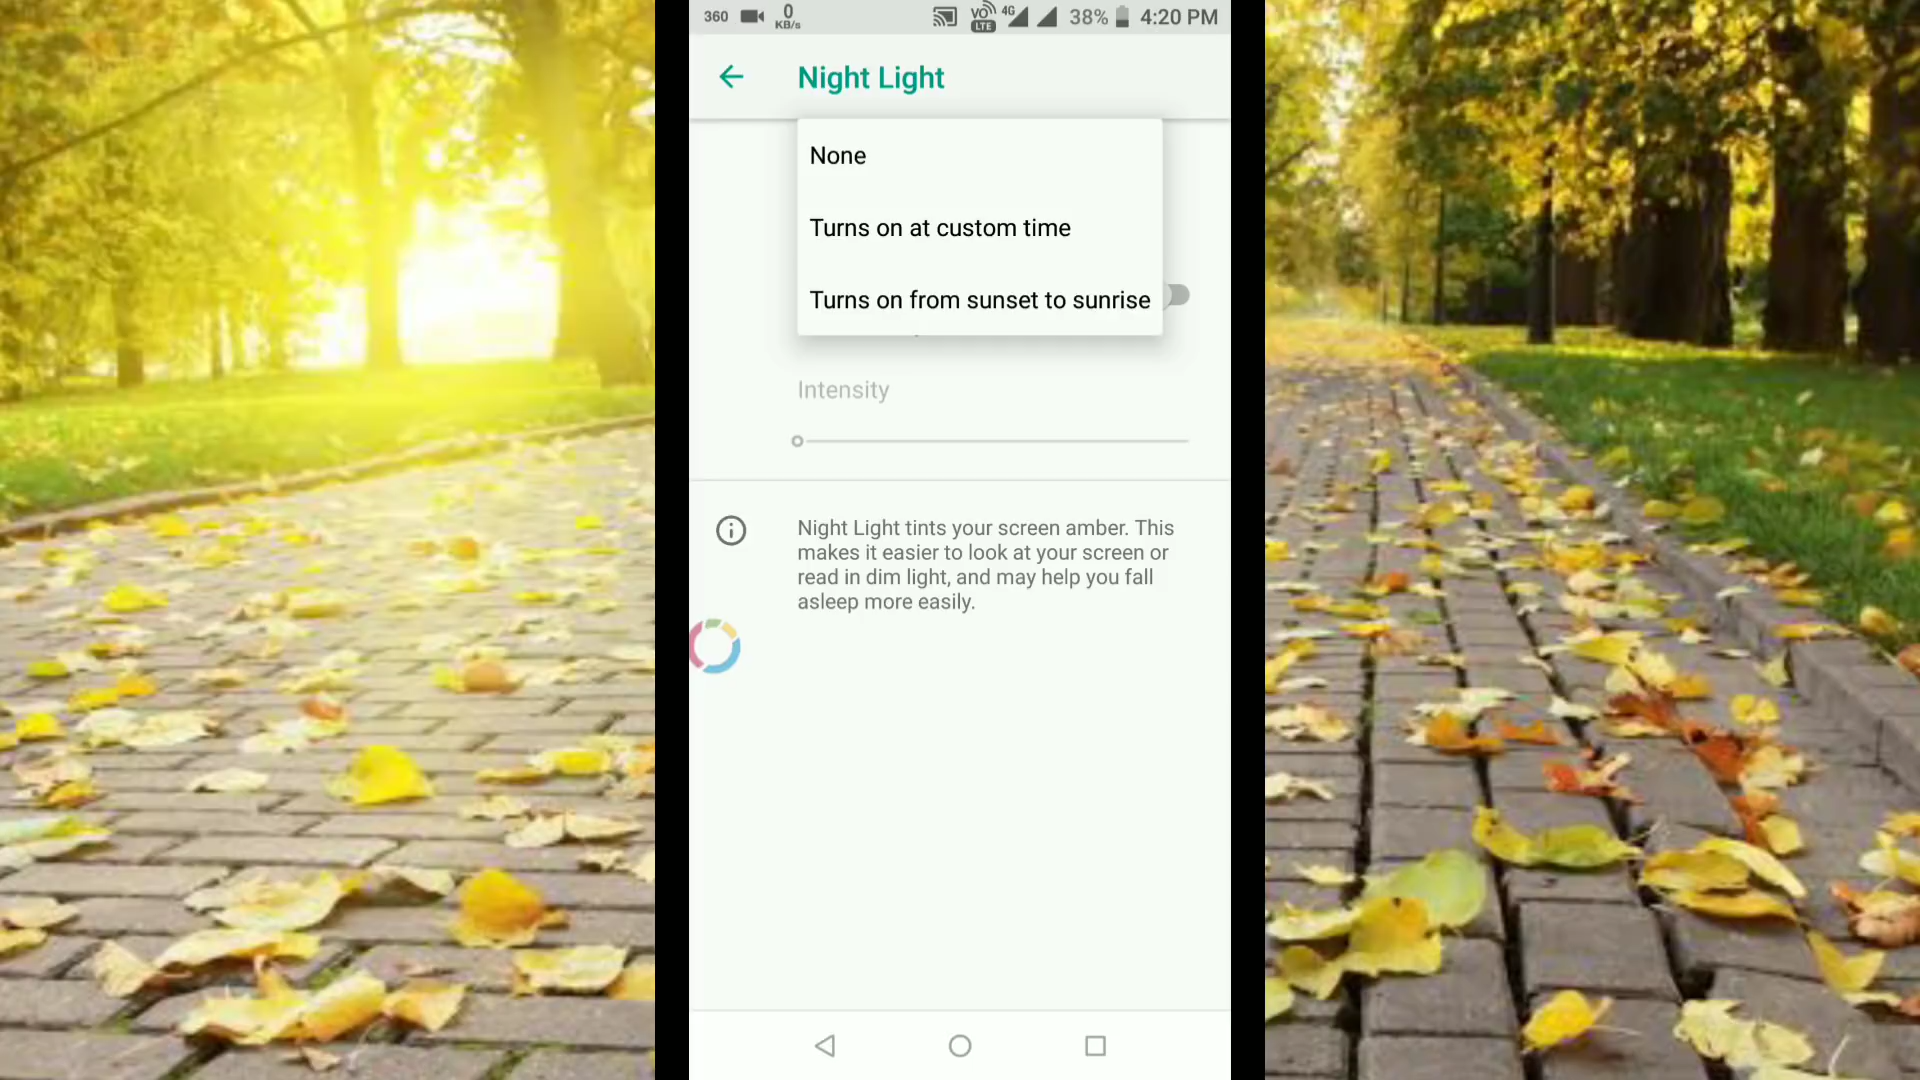 360 0 KB/s VO LTE 4G 38% 4:20 PM
Night Light
None
Turns on at custom time
Turns on from sunset to sunrise
Intensity
Night Light tints your screen amber. This
makes it easier to look at your screen or
read in dim light, and may help you fall
asleep more easily.